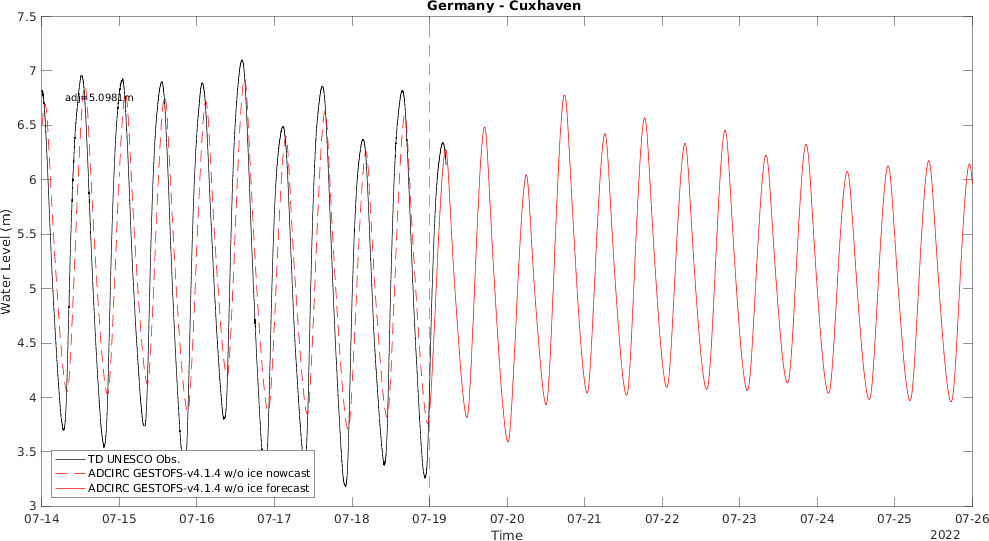 Germany - Cuxhaven
7.5
7
6.5
6
5.5
5
4.5
4
3.5
3
Water Level (m)
adj=5.0981m
TD UNESCO Obs.
ADCIRC GESTOFS-v4.1.4 w/o ice nowcast
ADCIRC GESTOFS-v4.1.4 w/o ice forecast
07-14 07-15 07-16 07-17 07-18 07-19 07-20 07-21 07-22 07-23 07-24 07-25 07-26
Time
2022